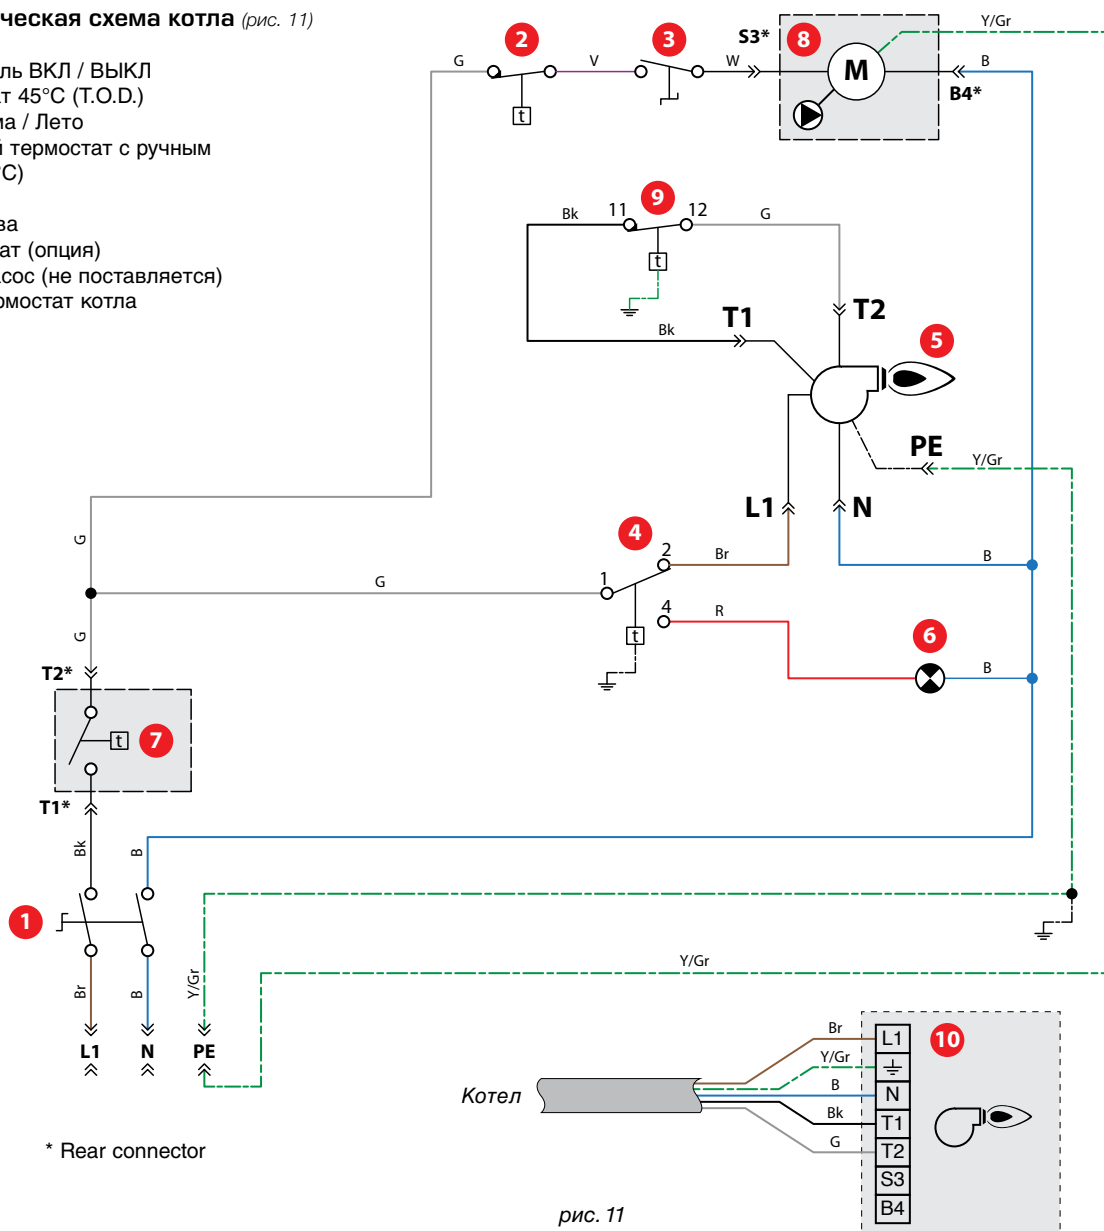 ческая схема котла (рис. 11)
ль ВКЛ / ВЫКЛ
т 45°C (T.O.D.)
ма / Лето
й термостат с ручным
°C)
ва
ат (опция)
сос (не поставляется)
рмостат котла
2
3
S3*
8
Y/Gr
G
V
W
M
B
B4*
t
9
Bk
11
12
G
t
Bk
T1
T2
5
PE
Y/Gr
L1
N
4
2
Br
B
G
G
1
4
R
6
G
t
B
T2*
7
t
T1*
Bk
B
1
Y/Gr
Br
B
Y/Gr
L1
N
PE
Br
L1
10
Y/Gr
Котел
B
N
Bk
T1
G
T2
S3
B4
* Rear connector
рис. 11